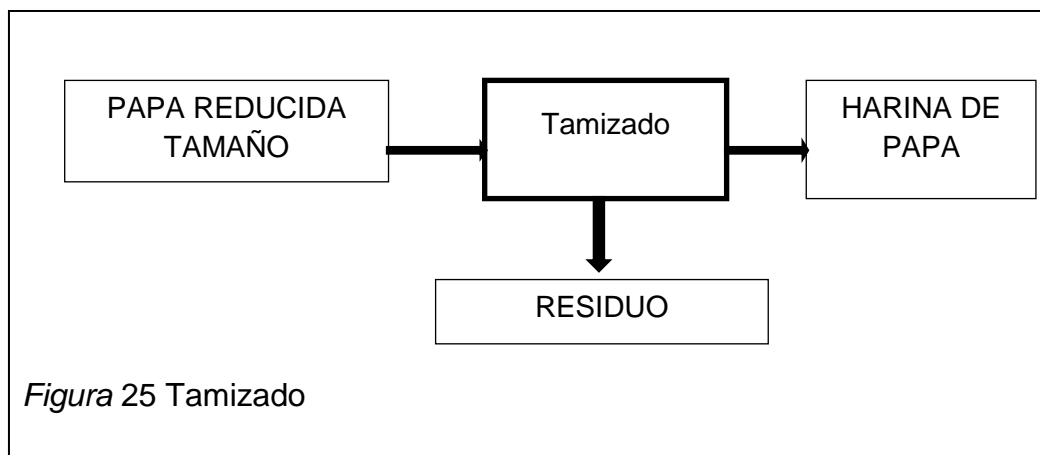 PAPA REDUCIDA
TAMAÑO
Tamizado
HARINA DE
PAPA
RESIDUO
Figura 25 Tamizado